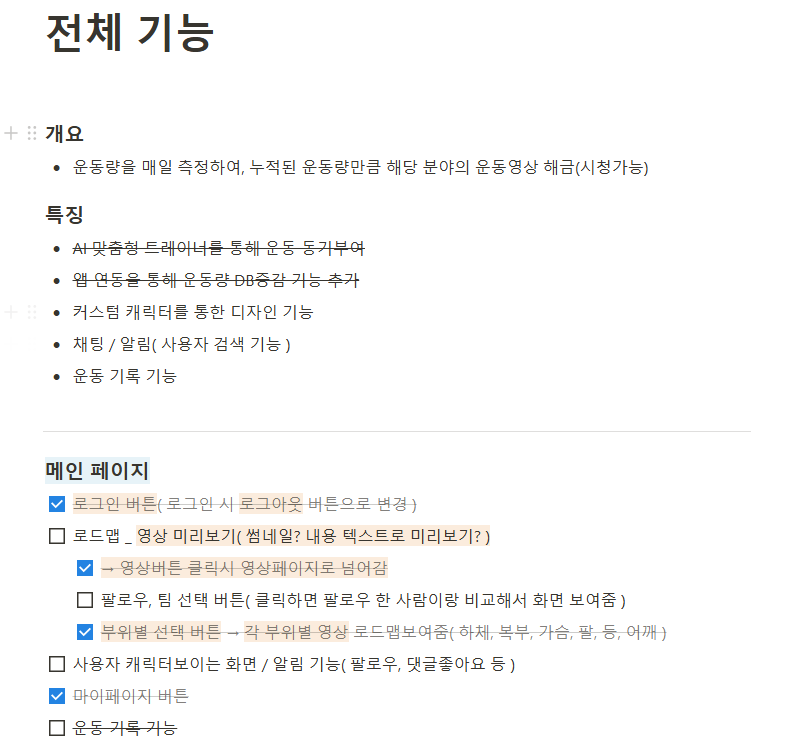 전체 기능
개요
운동량을 매일 측정하여, 누적된 운동량만큼 해당 분야의 운동영상 해금(시청가능)
특징
AI 맞춤형 트레이너를 통해 운동 동기부여
앱 연동을 통해 운동량 DB증감 기능 추가
커스텀 캐릭터를 통한 디자인 기능
채팅 / 알림( 사용자 검색 기능 )
운동 기록 기능
메인 페이지
로그인 버튼( 로그인 시 로그아웃 버튼으로 변경 )
로드맵 _ 영상 미리보기( 썸네일? 내용 텍스트로 미리보기? )
→ 영상버튼 클릭시 영상페이지로 넘어감
팔로우, 팀 선택 버튼( 클릭하면 팔로우 한 사람이랑 비교해서 화면 보여줌 )
부위별 선택 버튼 → 각 부위별 영상 로드맵보여줌( 하체, 복부, 가슴, 팔, 등, 어깨 )
사용자 캐릭터보이는 화면 / 알림 기능( 팔로우, 댓글좋아요 등 )
마이페이지 버튼
운동 기록 기능